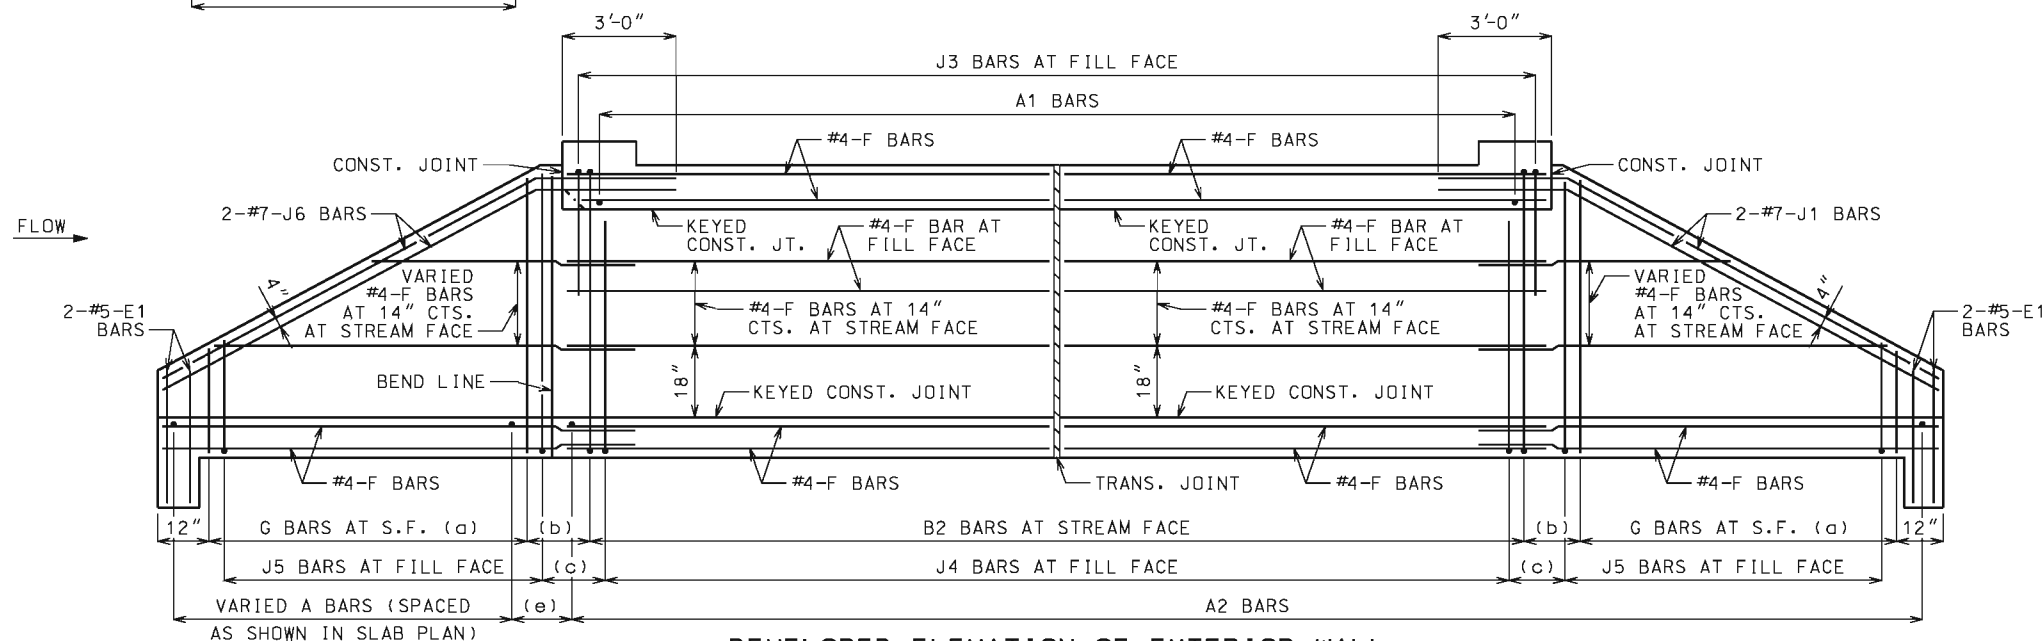 3'-0"
3'-0"
J3 BARS AT FILL FACE
A1 BARS
#4-F BARS
#4-F BARS
CONST. JOINT
CONST. JOINT
2-#7-J6 BARS
2-#7-J1 BARS
FLOW
KEYED
CONST. JT.
#4-F BAR AT
FILL FACE
KEYED
CONST. JT.
#4-F BAR AT
FILL FACE
VARIED
#4-F BARS
AT 14" CTS.
AT STREAM FACE
4"
#4-F BARS AT 14"
CTS. AT STREAM FACE
#4-F BARS AT 14"
CTS. AT STREAM FACE
VARIED
#4-F BARS
AT 14" CTS.
AT STREAM FACE
4"
2-#5-E1
BARS
2-#5-E1
BARS
BEND LINE
18"
KEYED CONST. JOINT
18"
KEYED CONST. JOINT
#4-F BARS
#4-F BARS
TRANS. JOINT
#4-F BARS
#4-F BARS
12"
G BARS AT S.F. (a)
(b)
B2 BARS AT STREAM FACE
(b)
G BARS AT S.F. (a)
12"
J5 BARS AT FILL FACE
(c)
J4 BARS AT FILL FACE
(c)
J5 BARS AT FILL FACE
VARIED A BARS (SPACED
AS SHOWN IN SLAB PLAN)
(e)
A2 BARS